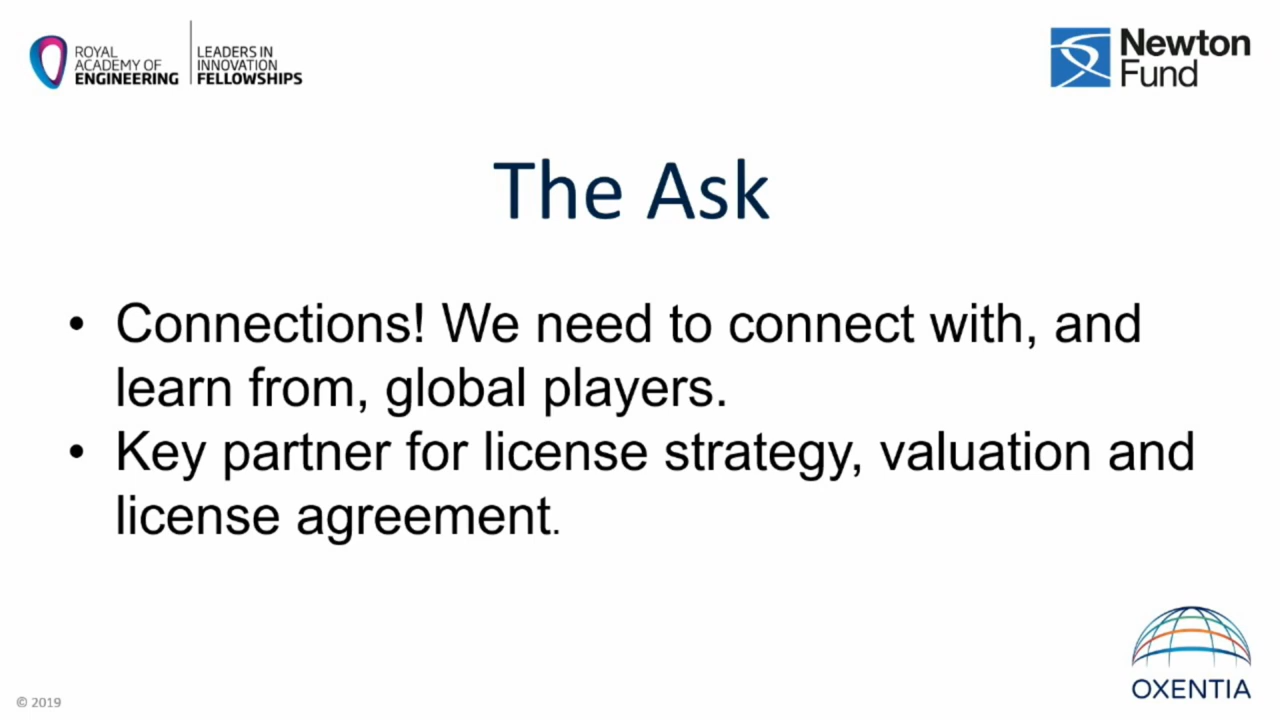 ROYAL
ACADEMY OF
ENGINEERING
LEADERS IN
INNOVATION
FELLOWSHIPS
Newton
Fund
The Ask
• Connections! We need to connect with, and
learn from, global players.
• Key partner for license strategy, valuation and
license agreement.
OXENTIA
© 2019